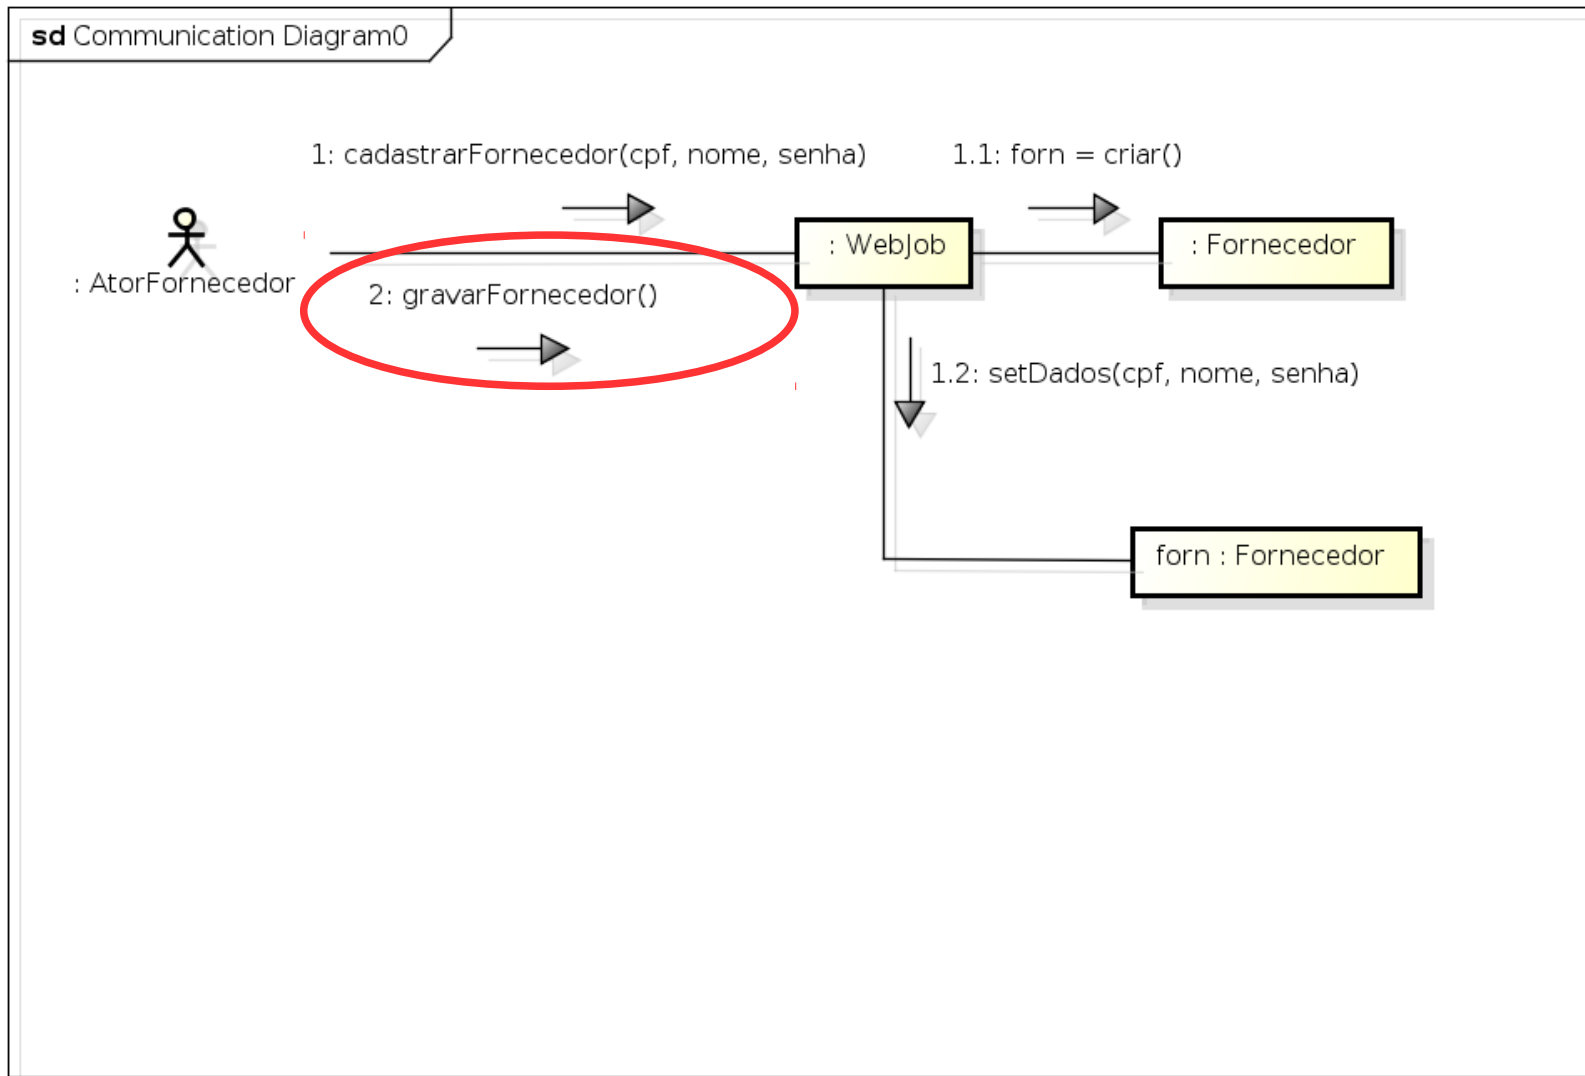 sd Communication Diagram0
1: cadastrarFornecedor(cpf, nome, senha)
1.1: forn = criar()
: WebJob
: Fornecedor
: AtorFornecedor
2: gravarFornecedor()
1.2: setDados(cpf, nome, senha)
forn : Fornecedor